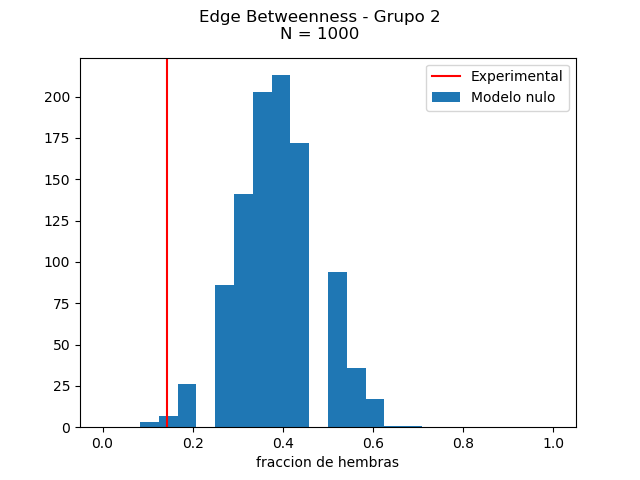 Edge Betweenness - Grupo 2
N = 1000
Experimental
Modelo nulo
200
175
150
125
100
75
50
25
0
0.0 0.2 0.4 0.6 0.8 1.0
fraccion de hembras